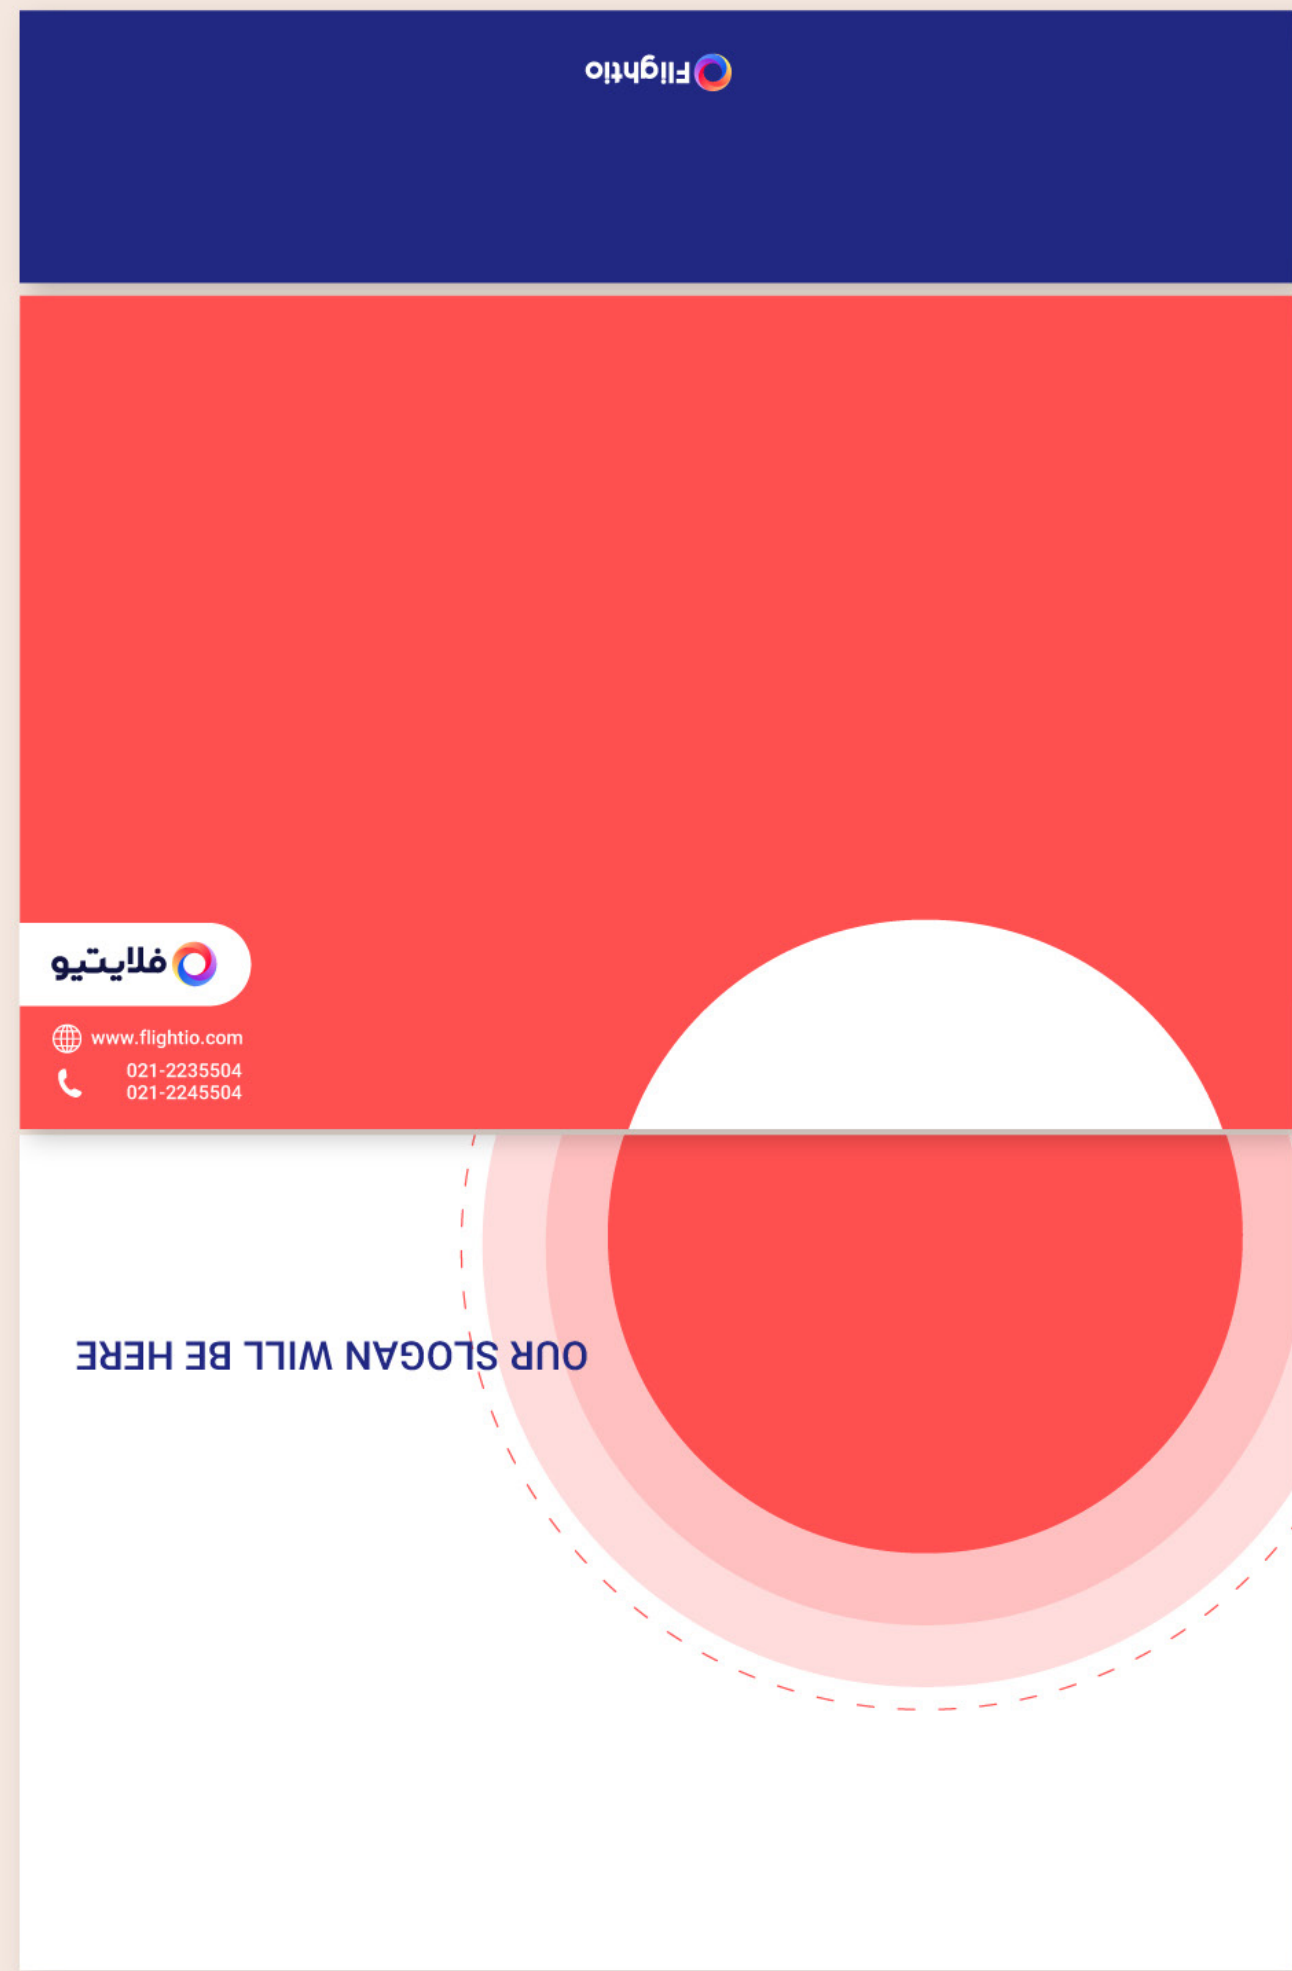 Flightio
فلایتیو
www.flightio.com
021-2235504
021-2245504
OUR SLOGAN WILL BE HERE